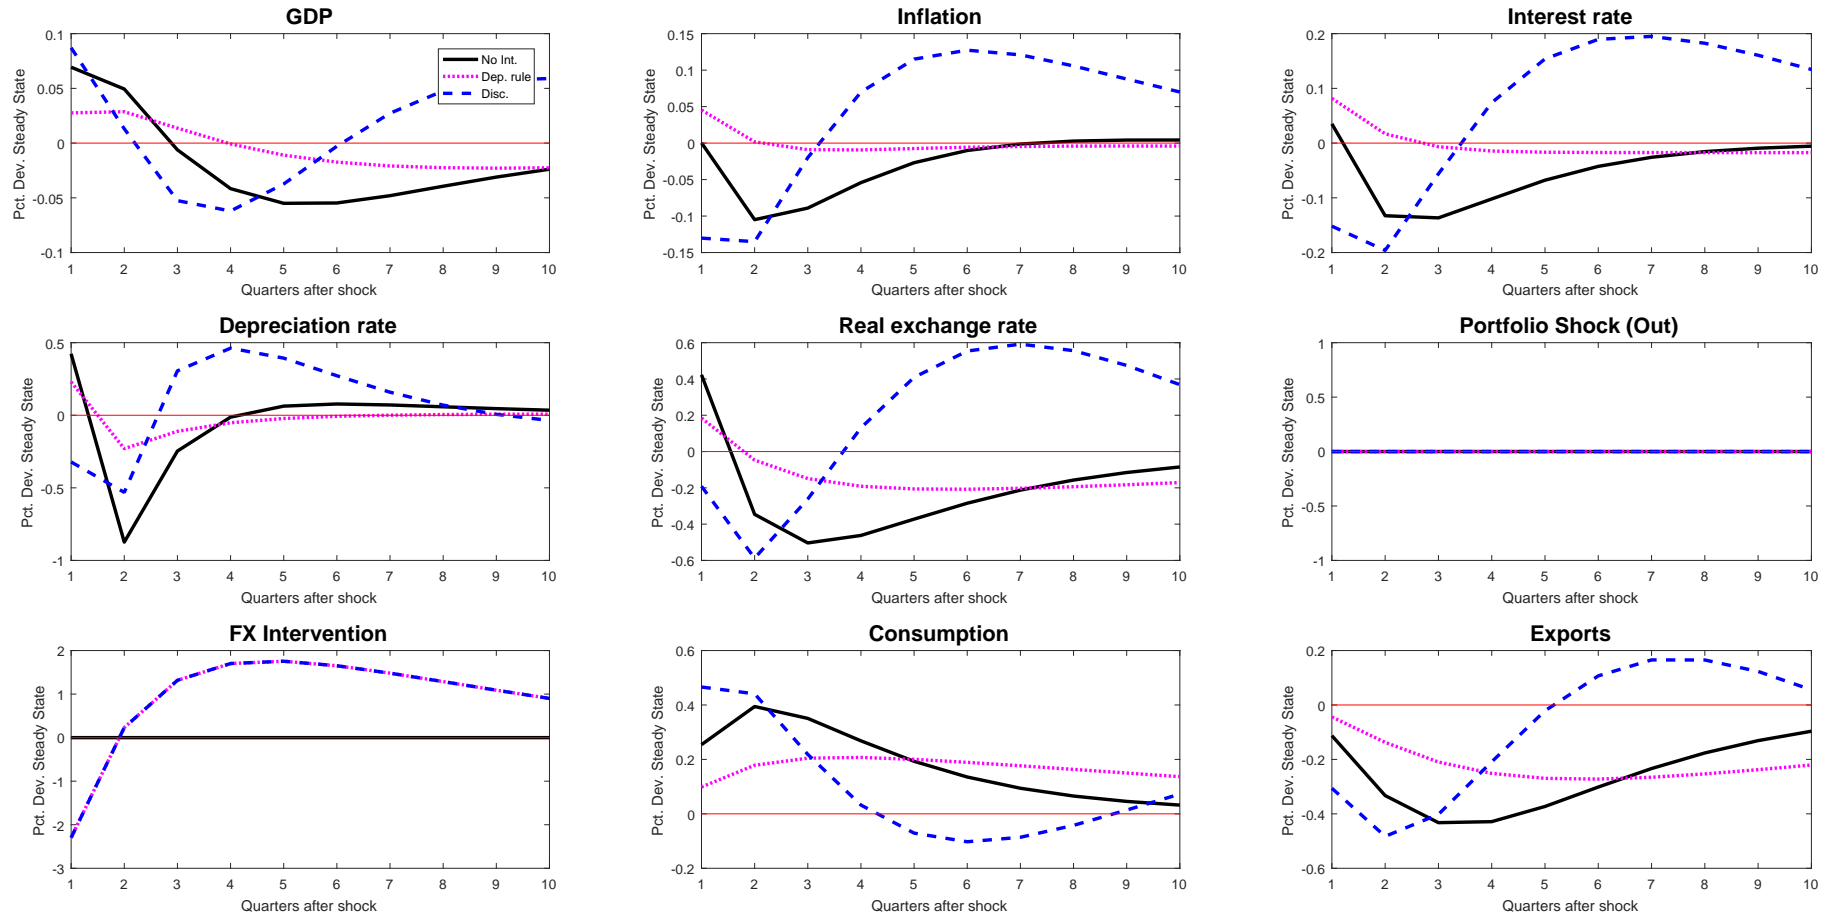 GDP
Pct. Dev. Steady State
0.1
0.05
0
-0.05
-0.1
No Int.
Dep. rule
Disc.
1 2 3 4 5 6 7 8 9 10
Quarters after shock
Inflation
Pct. Dev. Steady State
0.15
0.1
0.05
0
-0.05
-0.1
-0.15
1 2 3 4 5 6 7 8 9 10
Quarters after shock
Interest rate
Pct. Dev. Steady State
0.2
0.1
0
-0.1
-0.2
1 2 3 4 5 6 7 8 9 10
Quarters after shock
Depreciation rate
Pct. Dev. Steady State
0.5
0
-0.5
-1
1 2 3 4 5 6 7 8 9 10
Quarters after shock
Real exchange rate
Pct. Dev. Steady State
0.6
0.4
0.2
0
-0.2
-0.4
-0.6
1 2 3 4 5 6 7 8 9 10
Quarters after shock
Portfolio Shock (Out)
Pct. Dev. Steady State
1
0.5
0
-0.5
-1
1 2 3 4 5 6 7 8 9 10
Quarters after shock
FX Intervention
Pct. Dev. Steady State
2
1
0
-1
-2
-3
1 2 3 4 5 6 7 8 9 10
Quarters after shock
Consumption
Pct. Dev. Steady State
0.6
0.4
0.2
0
-0.2
1 2 3 4 5 6 7 8 9 10
Quarters after shock
Exports
Pct. Dev. Steady State
0.2
0
-0.2
-0.4
-0.6
1 2 3 4 5 6 7 8 9 10
Quarters after shock